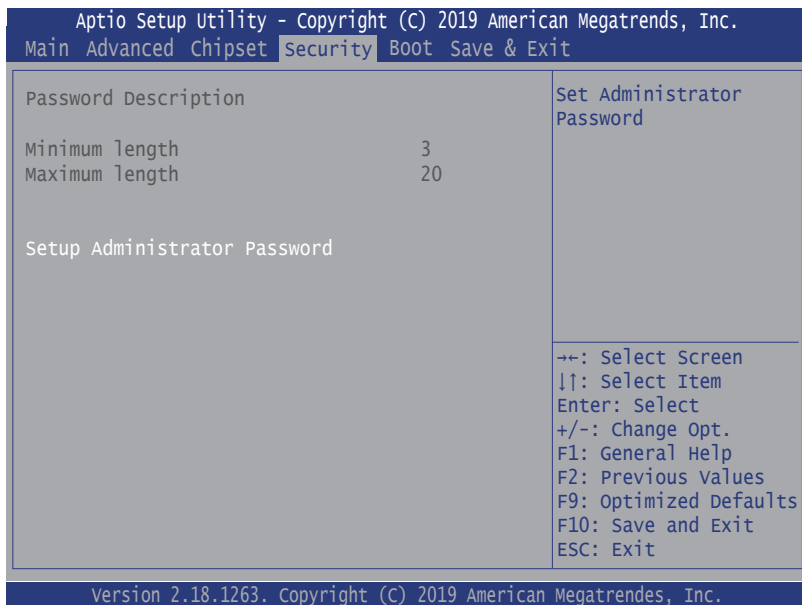 Aptio Setup Utility - Copyright (C) 2019 American Megatrends, Inc.
Main Advanced Chipset Security Boot Save & Exit
Password Description
Minimum length 3
Maximum length 20
Setup Administrator Password
Set Administrator
Password
→←: Select Screen
↓↑: Select Item
Enter: Select
+/-: Change Opt.
F1: General Help
F2: Previous Values
F9: Optimized Defaults
F10: Save and Exit
ESC: Exit
Version 2.18.1263. Copyright (C) 2019 American Megatrendes, Inc.